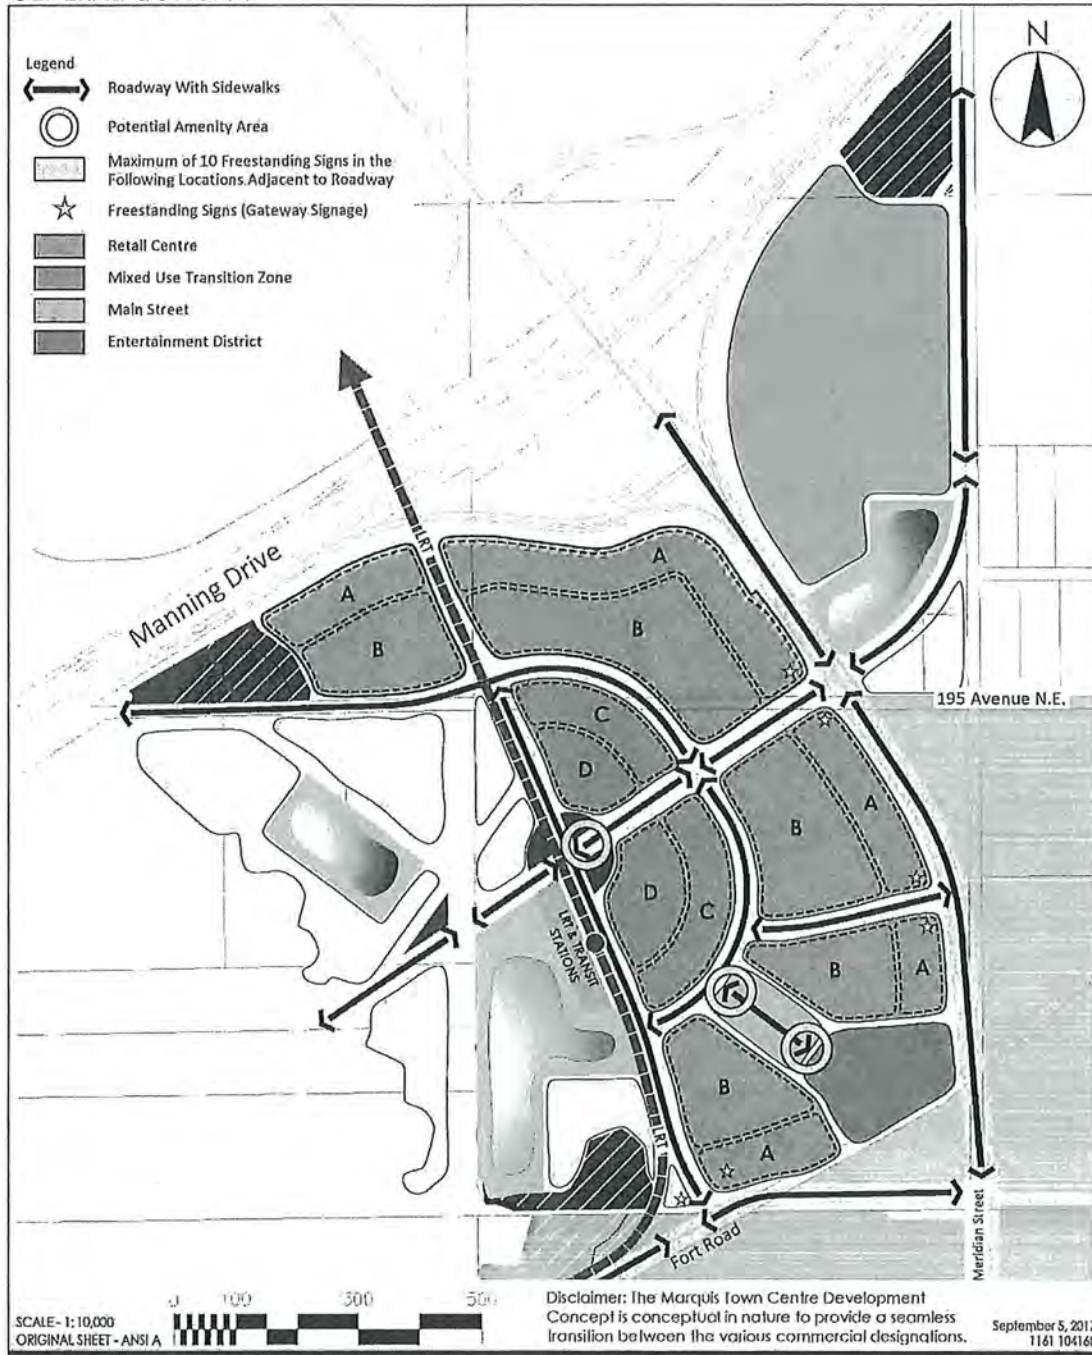 Legend
Roadway With Sidewalks
Potential Amenity Area
Maximum of 10 Freestanding Signs in the
Following Locations Adjacent to Roadway
Freestanding Signs (Gateway Signage)
Retail Centre
Mixed Use Transition Zone
Main Street
Entertainment District
N
Manning Drive
LRT
A
B
A
B
195 Avenue N.E.
C
D
A
B
D
C
LRT & TRANSIT
STATIONS
B
A
B
A
LRT
Fort Road
Meridian Street
SCALE - 1:10,000
ORIGINAL SHEET - ANSI A
0 100 300 500
Disclaimer: The Marquis Town Centre Development
Concept is conceptual in nature to provide a seamless
transition between the various commercial designations.
September 5, 2012
1161 10416